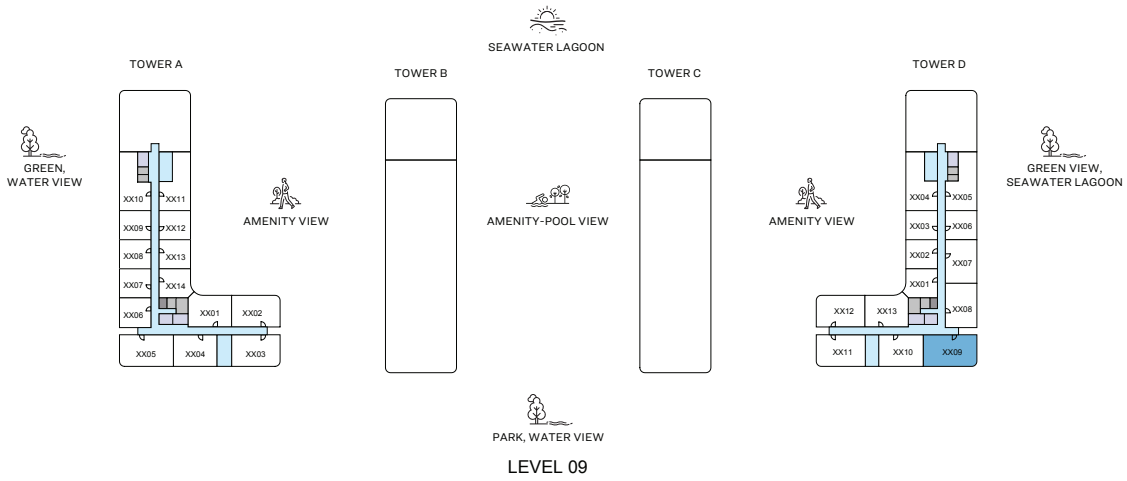 SEAWATER LAGOON
TOWER A
TOWER B
TOWER C
TOWER D
GREEN,
WATER VIEW
AMENITY VIEW
AMENITY-POOL VIEW
AMENITY VIEW
GREEN VIEW,
SEAWATER LAGOON
XX10 XX11
XX09 XX12
XX08 XX13
XX07 XX14
XX06 XX01 XX02
XX05 XX04 XX03
XX04 XX05
XX03 XX06
XX02 XX07
XX01
XX12 XX13 XX08
XX11 XX10 XX09
PARK, WATER VIEW
LEVEL 09